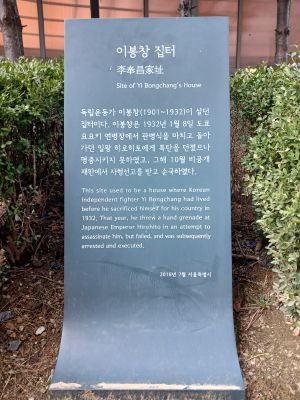 이봉창 집터
李奉昌家址
Site of Yi Bongchang's House
독립운동가 이봉창(1901~1932)이 살던
집터이다. 이봉창은 1932년 1월 8일 도쿄
요요키 연병장에서 관병식을 마치고 돌아
가던 일왕 히로히토에게 폭탄을 던졌으나
명중시키지 못하였고, 그해 10월 비공개
재판에서 사형선고를 받고 순국하였다.
This site used to be a house where Korean
independent fighter Yi Bongchang had lived
before he sacrificed himself for his country in
1932. That year, he threw a hand grenade at
Japanese Emperor Hiruhito in an attempt to
assassinate him, but failed, and was subsequently
arrested and executed.
2018년 7월 서울특별시